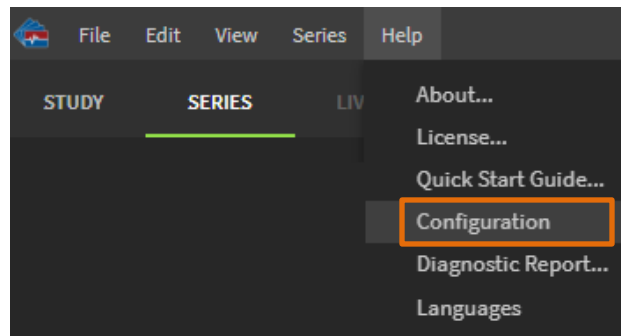 File Edit View Series Help
STUDY SERIES LIV
About...
License...
Quick Start Guide...
Configuration
Diagnostic Report...
Languages